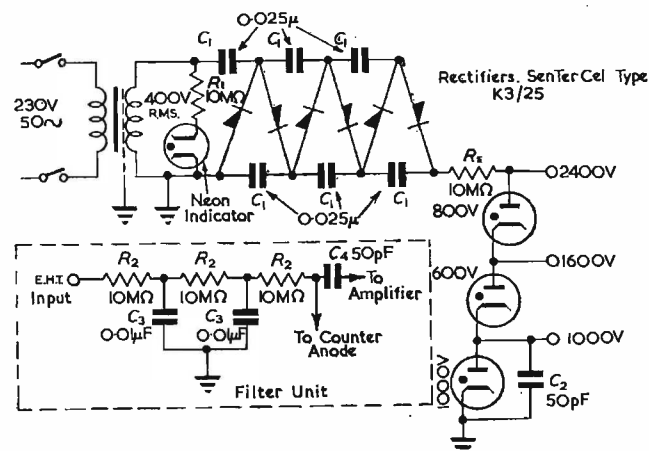 0·025μ
C1
C1
C1
230V
50~
400V
R.M.S.
R1
10MΩ
Neon
Indicator
Rectifiers, SenTerCel Type
K3/25
C1
C1
C1
0·025μ
Rs
10MΩ
2400V
800V
1600V
600V
1000V
1000V
C2
50pF
E.H.T.
Input
R2
10MΩ
R2
10MΩ
R2
10MΩ
C4 50pF
To
Amplifier
C3
0·01μF
C3
0·01μF
To Counter
Anode
Filter Unit